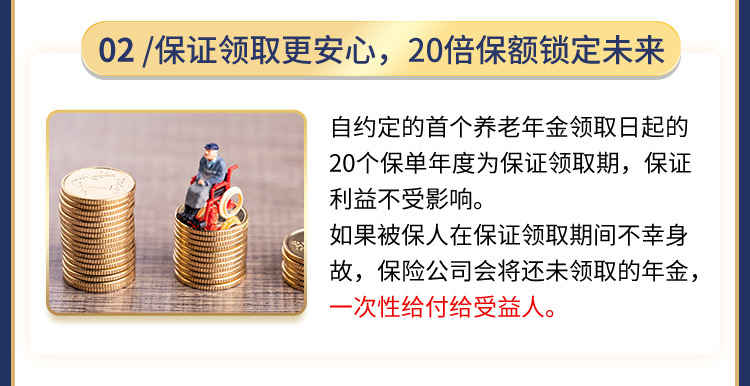 02 /保证领取更安心，20倍保额锁定未来
自约定的首个养老年金领取日起的
20个保单年度为保证领取期，保证
利益不受影响。
如果被保人在保证领取期间不幸身
故，保险公司会将还未领取的年金，
一次性给付给受益人。